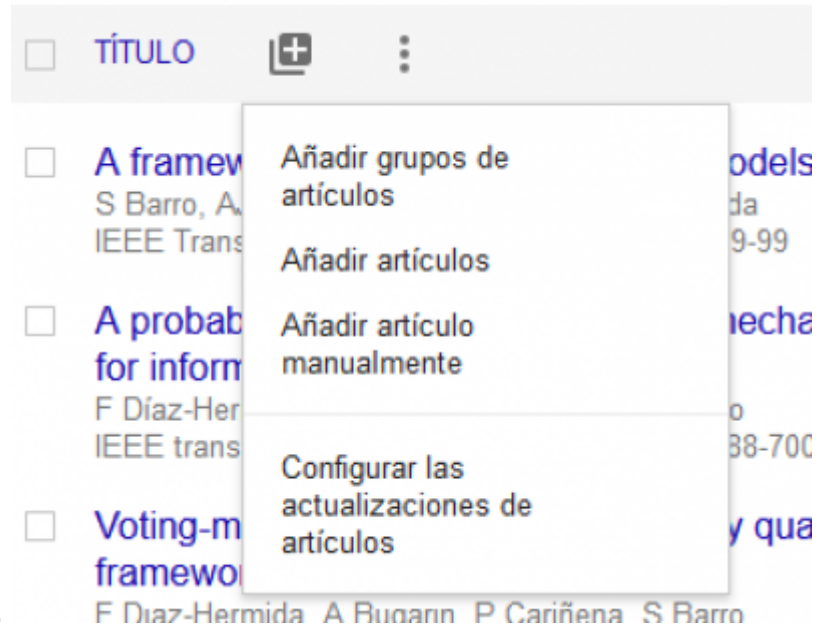 TÍTULO
A framew
odels
S Barro, A.
da
IEEE Trans
9-99
Añadir grupos de
artículos
Añadir artículos
Añadir artículo
manualmente
A probab
necha
for inform
F Díaz-Her
o
IEEE trans
88-700
Configurar las
actualizaciones de
artículos
Voting-m
y qua
framewor
F Díaz-Hermida, A Bugarín, P Cariñena, S Barro